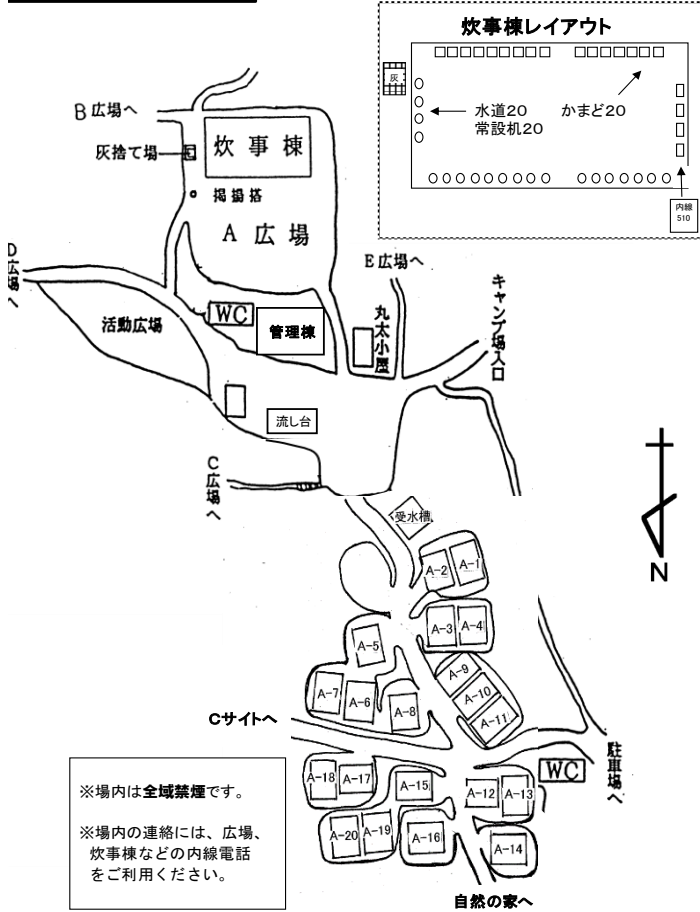 炊事棟レイアウト
灰
水道20
常設机20
かまど20
内線
510
B広場へ
灰捨て場
炊事棟
掲揚塔
A広場
E広場へ
D広場へ
キャンプ場入口
活動広場
WC
管理棟
丸太小屋
流し台
C広場へ
N
受水槽
A-2
A-1
A-3
A-4
A-5
A-9
A-7
A-6
A-8
A-10
A-11
Cサイトへ
駐車場へ
WC
A-18
A-17
A-15
A-12
A-13
A-20
A-19
A-16
A-14
※場内は全域禁煙です。
※場内の連絡には、広場、
炊事棟などの内線電話
をご利用ください。
自然の家へ